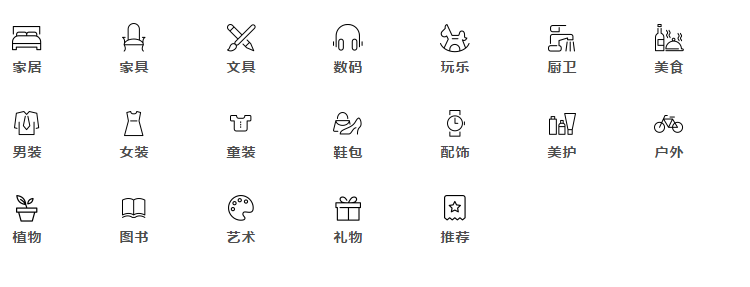 家居 家具 文具 数码 玩乐 厨卫 美食
男装 女装 童装 鞋包 配饰 美护 户外
植物 图书 艺术 礼物 推荐